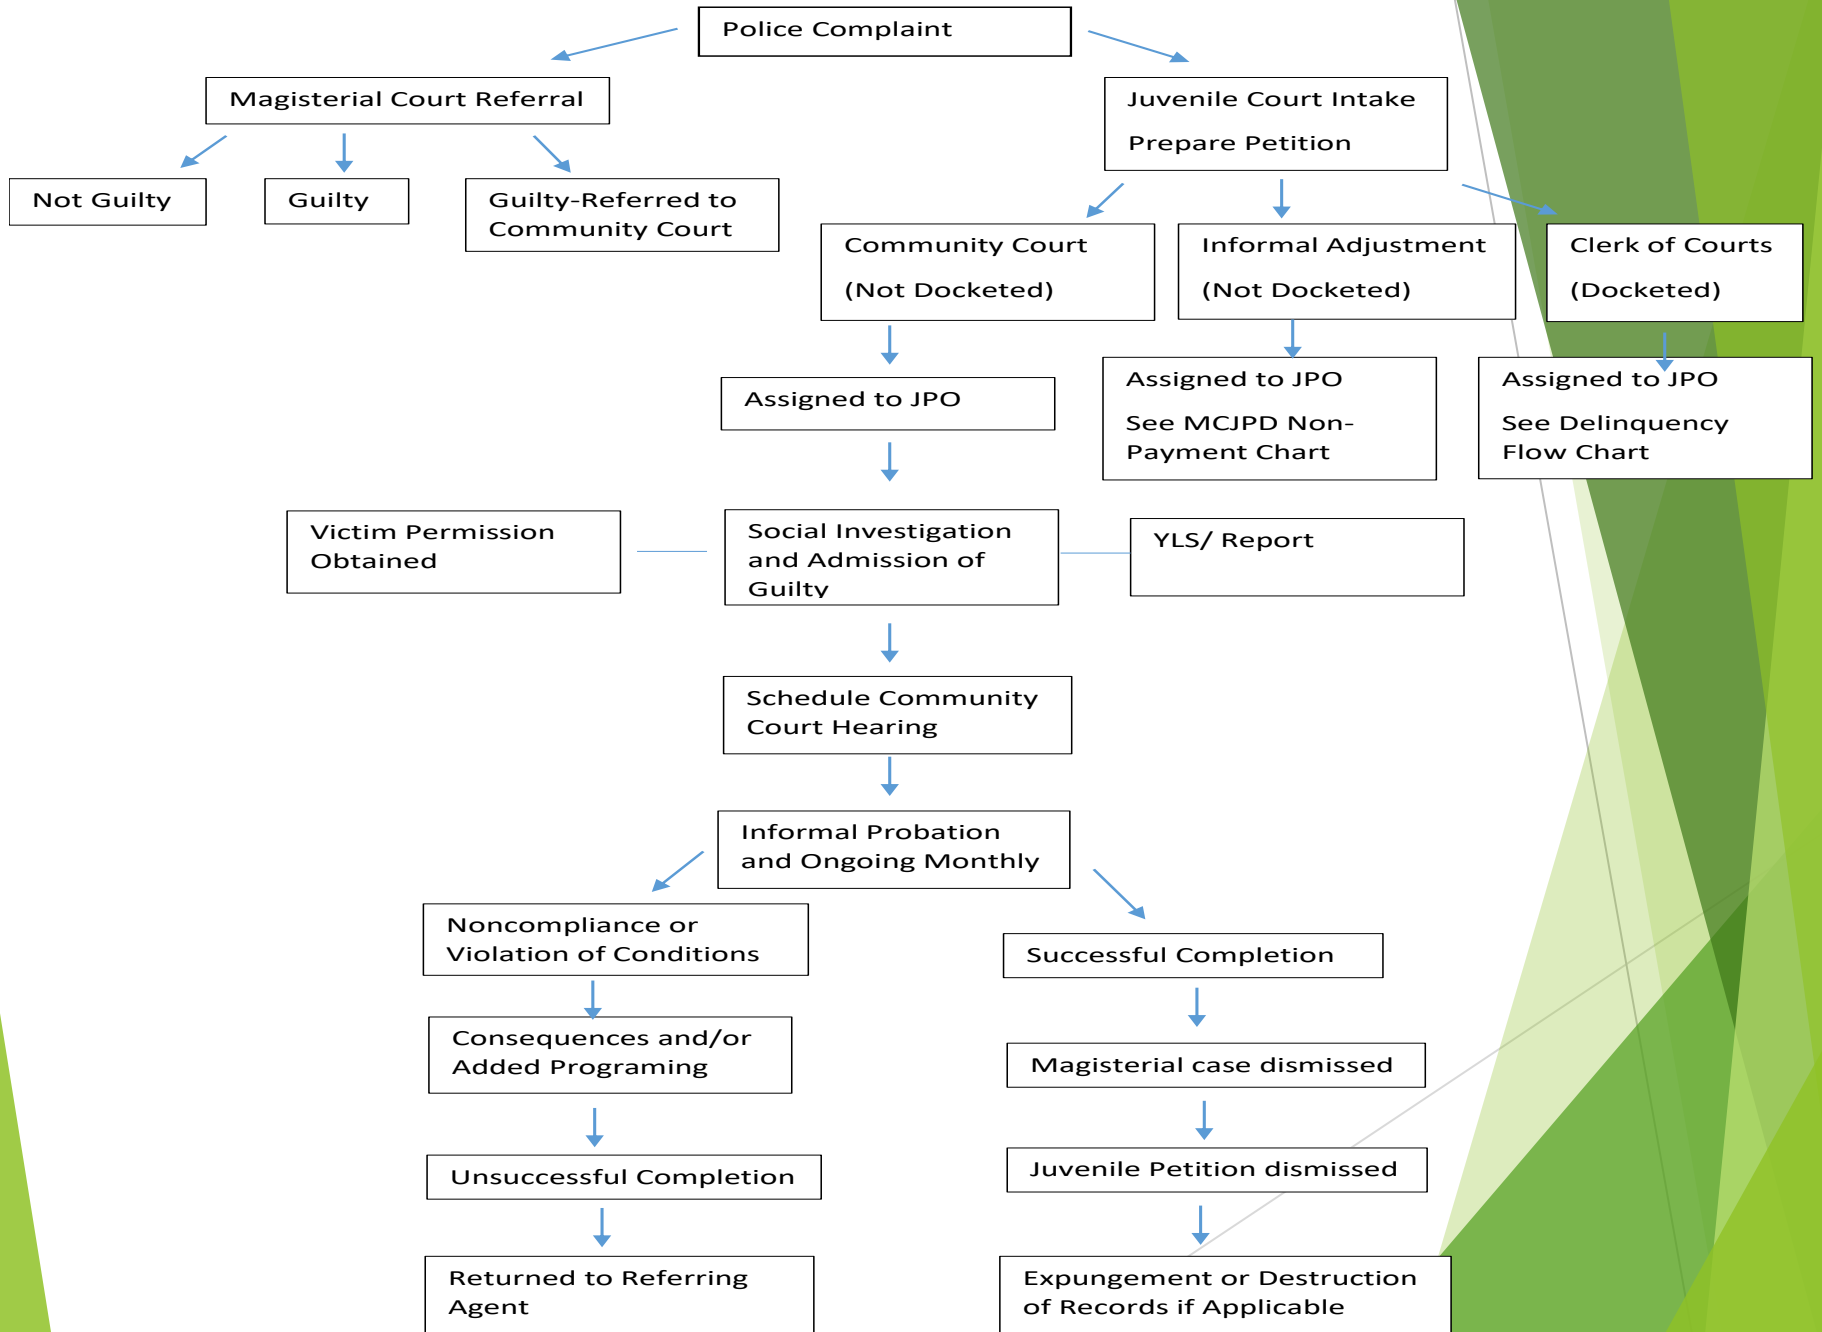 Police Complaint
Magisterial Court Referral
Juvenile Court Intake
Prepare Petition
Not Guilty
Guilty
Guilty-Referred to
Community Court
Community Court
(Not Docketed)
Informal Adjustment
(Not Docketed)
Clerk of Courts
(Docketed)
Assigned to JPO
Assigned to JPO
See MCJPD Non-
Payment Chart
Assigned to JPO
See Delinquency
Flow Chart
Victim Permission
Obtained
Social Investigation
and Admission of
Guilty
YLS/ Report
Schedule Community
Court Hearing
Informal Probation
and Ongoing Monthly
Noncompliance or
Violation of Conditions
Successful Completion
Consequences and/or
Added Programing
Magisterial case dismissed
Unsuccessful Completion
Juvenile Petition dismissed
Returned to Referring
Agent
Expungement or Destruction
of Records if Applicable